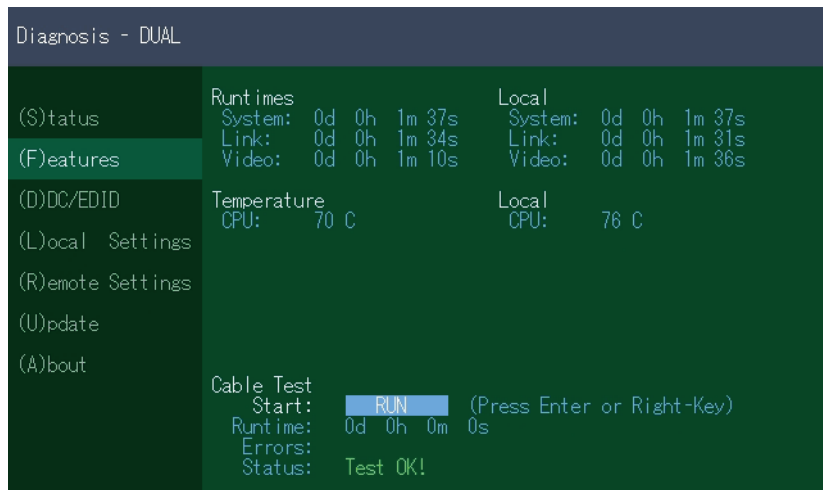 Diagnosis - DUAL
(S)tatus
(F)eatures
(D)DC/EDID
(L)ocal Settings
(R)emote Settings
(U)pdate
(A)bout
Runtimes Local
System: 0d 0h 1m 37s System: 0d 0h 1m 37s
Link: 0d 0h 1m 34s Link: 0d 0h 1m 31s
Video: 0d 0h 1m 10s Video: 0d 0h 1m 36s
Temperature Local
CPU: 70 C CPU: 76 C
Cable Test
Start: RUN (Press Enter or Right-Key)
Runtime: 0d 0h 0m 0s
Errors:
Status: Test OK!